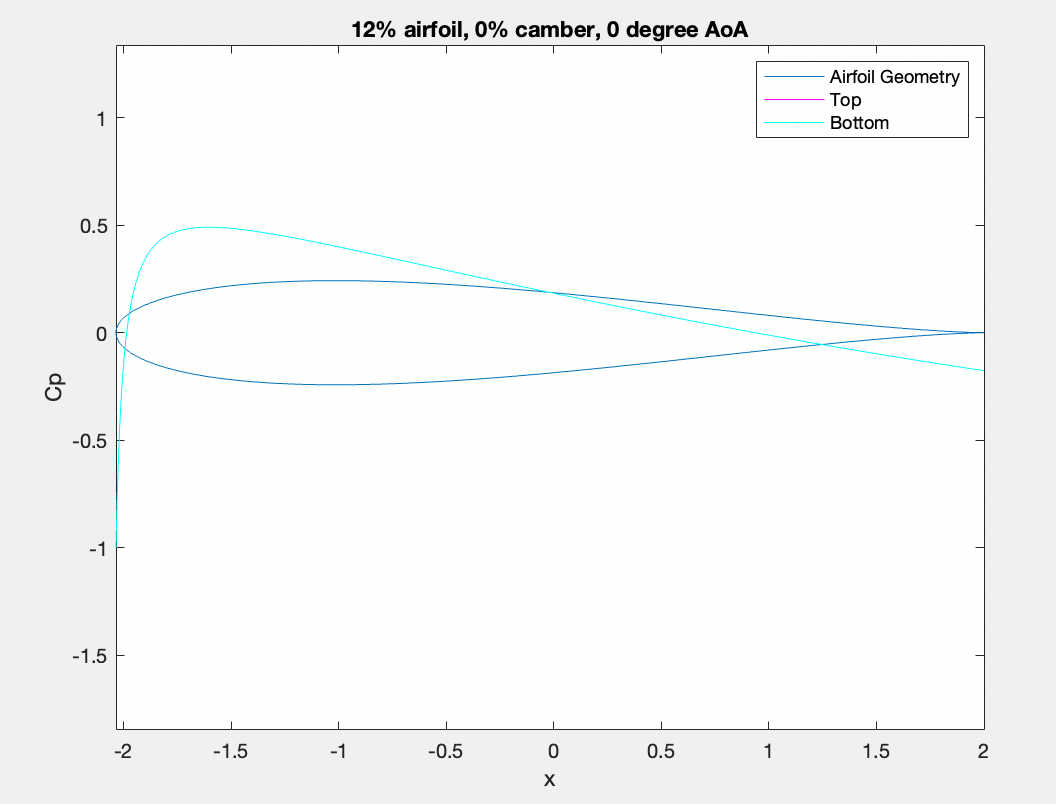 12% airfoil, 0% camber, 0 degree AoA
Airfoil Geometry
Top
Bottom
1
0.5
0
-0.5
-1
-1.5
Cp
-2 -1.5 -1 -0.5 0 0.5 1 1.5 2
x